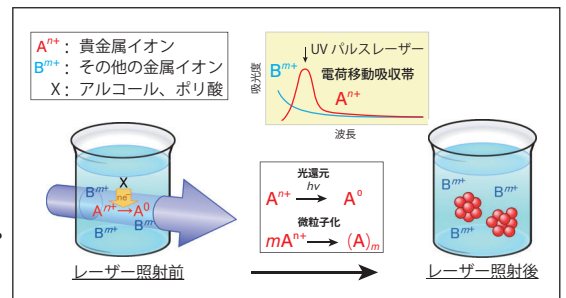 Aⁿ⁺： 貴金属イオン
Bᵐ⁺： その他の金属イオン
X： アルコール、ポリ酸
UV パルスレーザー
電荷移動吸収帯
Bᵐ⁺
Aⁿ⁺
吸光度
波長
X
Bᵐ⁺
ne⁻
Aⁿ⁺→A⁰
Bᵐ⁺
Bᵐ
レーザー照射前
光還元
hν
Aⁿ⁺ → A⁰
微粒子化
mAⁿ⁺ → (A)ₘ
Bᵐ⁺
Bᵐ⁺
Bᵐ⁺
レーザー照射後